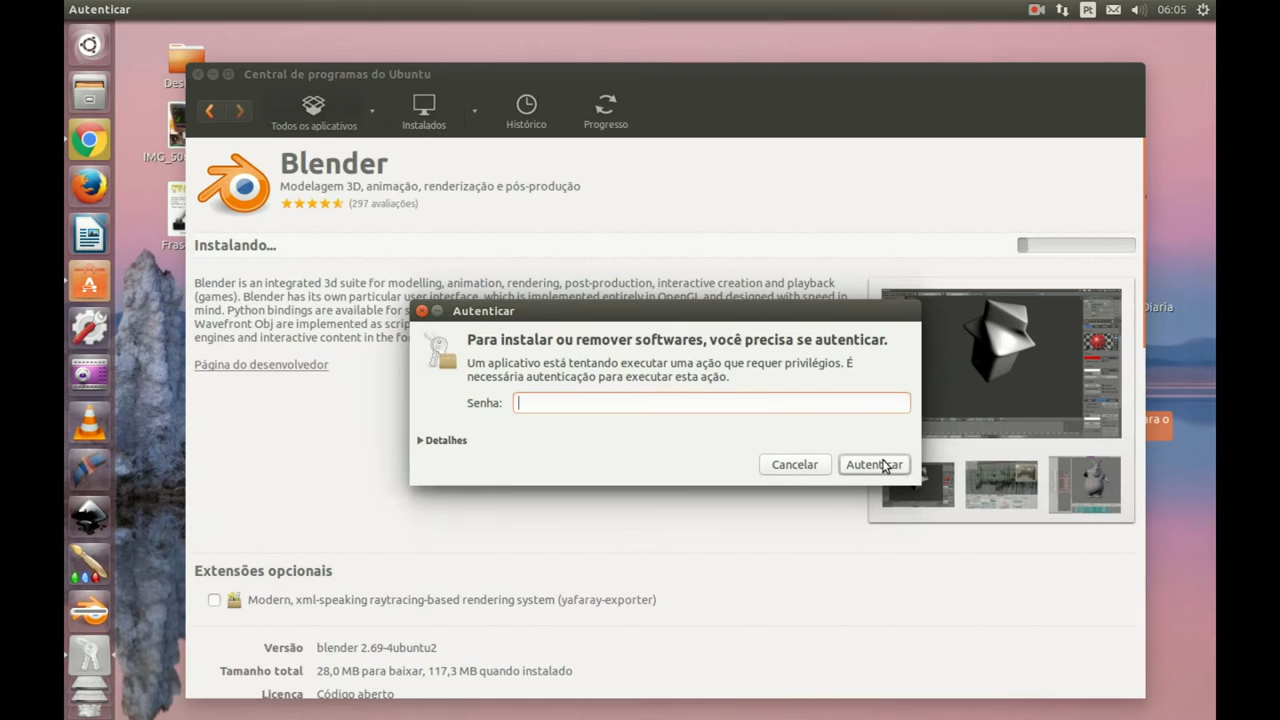 Autenticar
Pt
06:05
Des
IMG_50
Fras
Diaria
ara o
Central de programas do Ubuntu
Todos os aplicativos
Instalados
Histórico
Progresso
Blender
Modelagem 3D, animação, renderização e pós-produção
(297 avaliações)
Instalando...
Blender is an integrated 3d suite for modelling, animation, rendering, post-production, interactive creation and playback
(games). Blender has its own particular user interface, which is implemented entirely in OpenGL and designed with speed in
mind. Python bindings are available for s
Wavefront Obj are implemented as scrip
engines and interactive content in the fo
Página do desenvolvedor
Autenticar
Para instalar ou remover softwares, você precisa se autenticar.
Um aplicativo está tentando executar uma ação que requer privilégios. É
necessária autenticação para executar esta ação.
Senha:
Detalhes
Cancelar
Autenticar
Extensões opcionais
Modern, xml-speaking raytracing-based rendering system (yafaray-exporter)
Versão blender 2.69-4ubuntu2
Tamanho total 28,0 MB para baixar, 117,3 MB quando instalado
Licença Código aberto